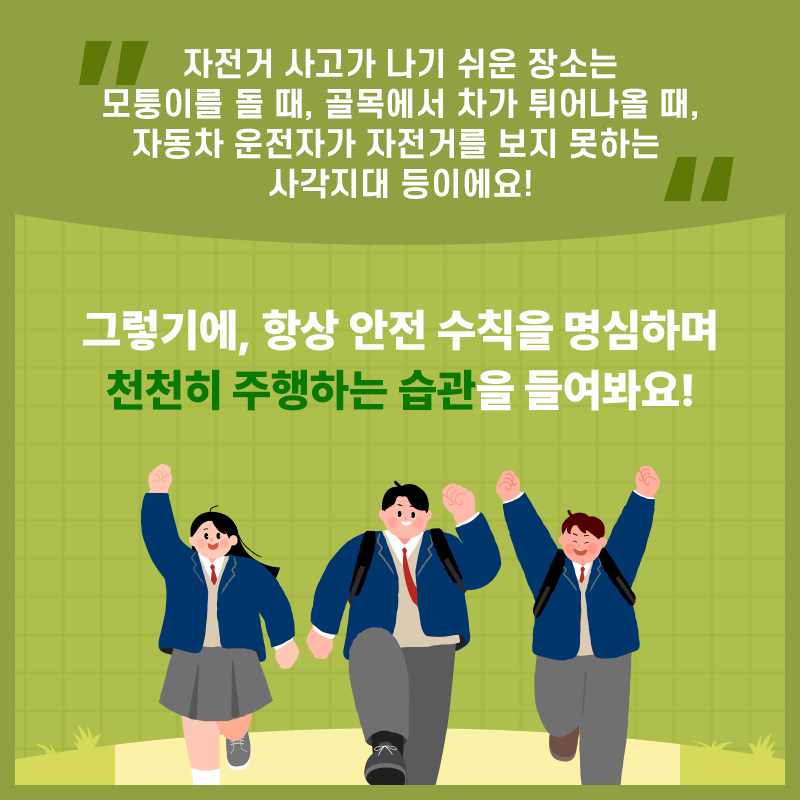 자전거 사고가 나기 쉬운 장소는
모퉁이를 돌 때, 골목에서 차가 튀어나올 때,
자동차 운전자가 자전거를 보지 못하는
사각지대 등이에요!
그렇기에, 항상 안전 수칙을 명심하며
천천히 주행하는 습관을 들여봐요!